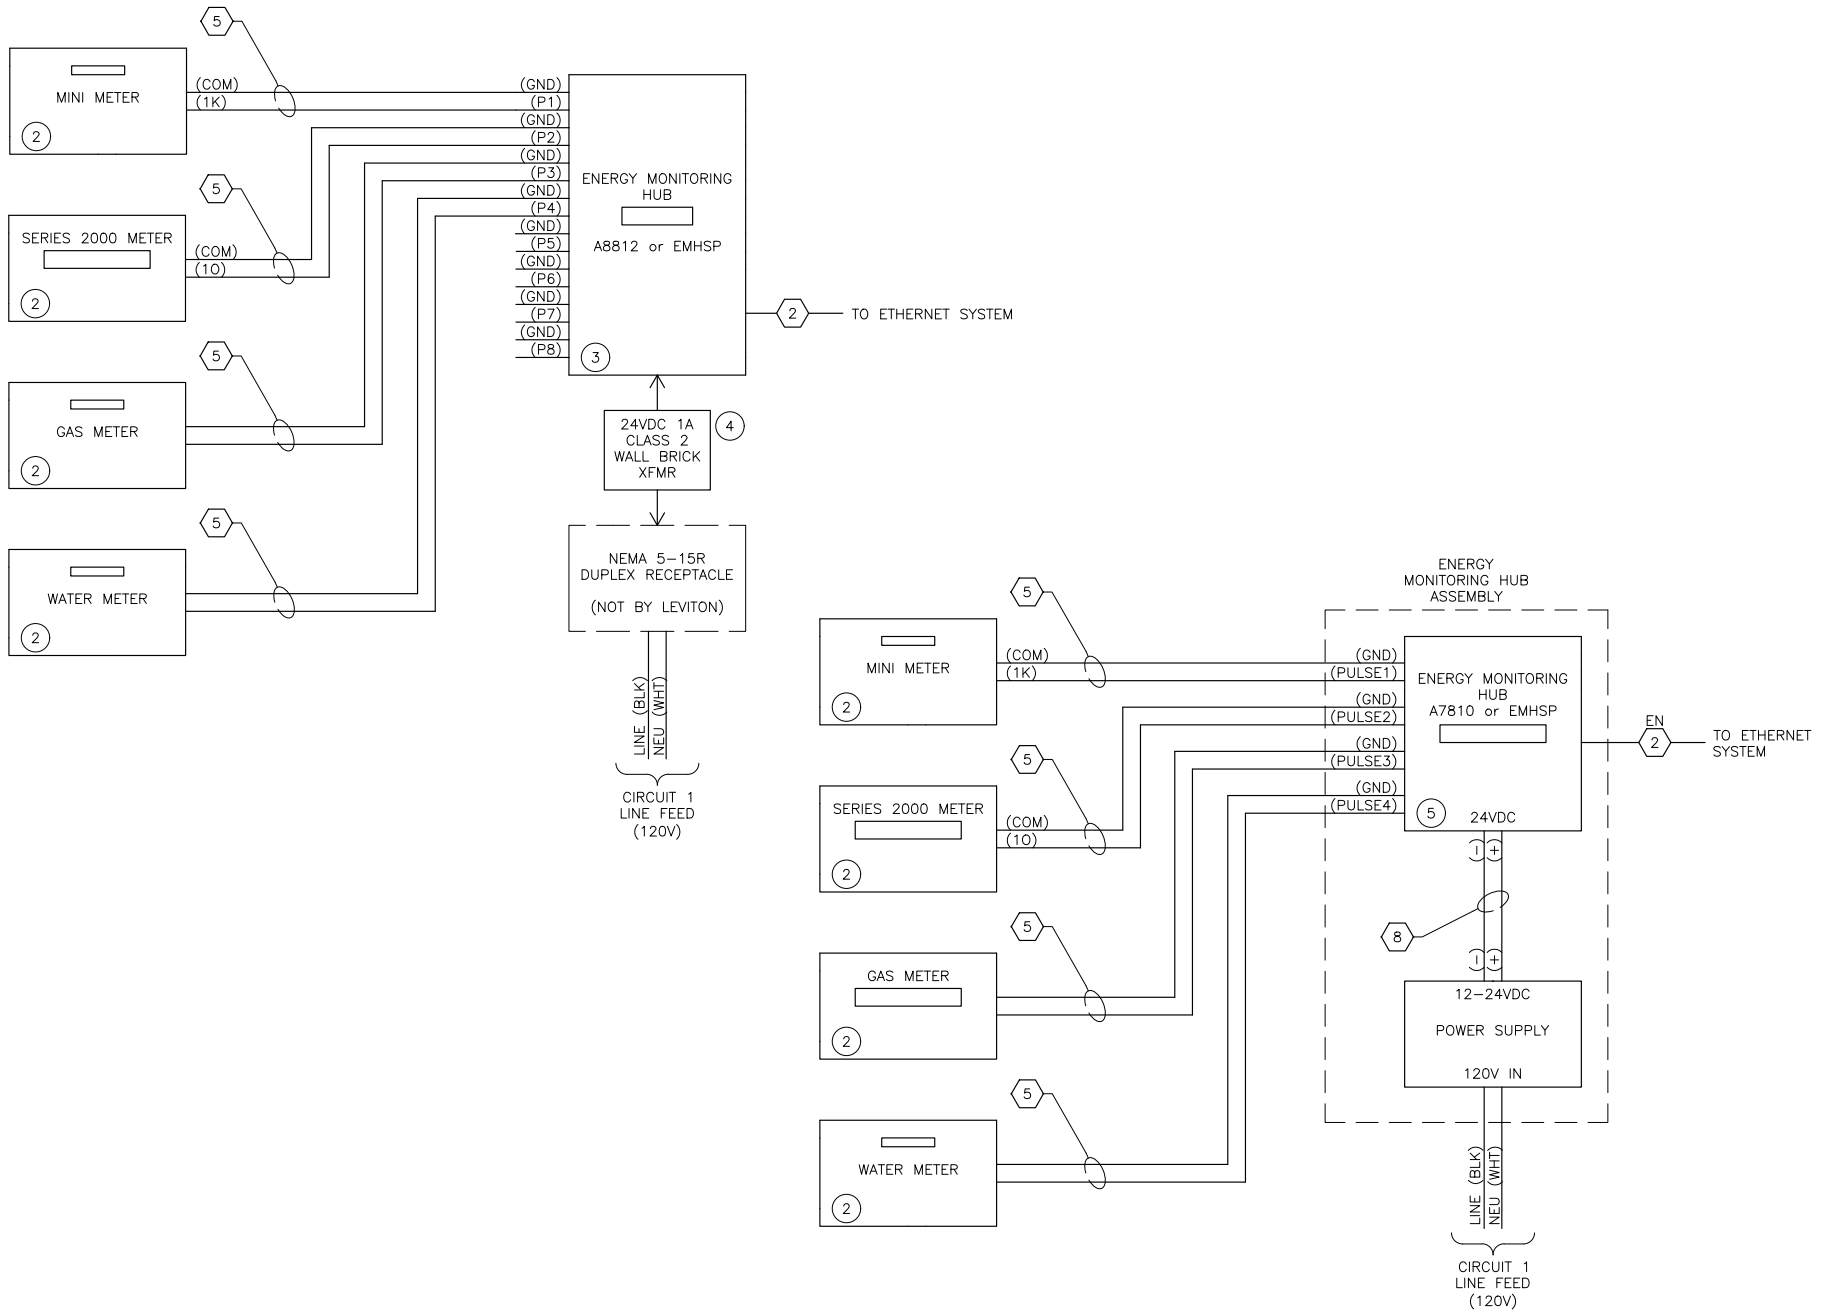 5
MINI METER
(COM)
(1K)
2
5
SERIES 2000 METER
(COM)
(1O)
2
5
GAS METER
2
5
WATER METER
2
(GND)
(P1)
(GND)
(P2)
(GND)
(P3)
(GND)
(P4)
(GND)
(P5)
(GND)
(P6)
(GND)
(P7)
(GND)
(P8)
ENERGY MONITORING
HUB
A8812 or EMHSP
3
2
TO ETHERNET SYSTEM
24VDC 1A
CLASS 2
WALL BRICK
XFMR
4
NEMA 5-15R
DUPLEX RECEPTACLE
(NOT BY LEVITON)
LINE (BLK)
NEU (WHT)
CIRCUIT 1
LINE FEED
(120V)
5
MINI METER
(COM)
(1K)
2
5
SERIES 2000 METER
(COM)
(1O)
2
5
GAS METER
2
5
WATER METER
2
ENERGY
MONITORING HUB
ASSEMBLY
(GND)
(PULSE1)
(GND)
(PULSE2)
(GND)
(PULSE3)
(GND)
(PULSE4)
ENERGY MONITORING
HUB
A7810 or EMHSP
5
24VDC
EN
2
TO ETHERNET
SYSTEM
(-)
(+)
8
(-)
(+)
12-24VDC
POWER SUPPLY
120V IN
LINE (BLK)
NEU (WHT)
CIRCUIT 1
LINE FEED
(120V)